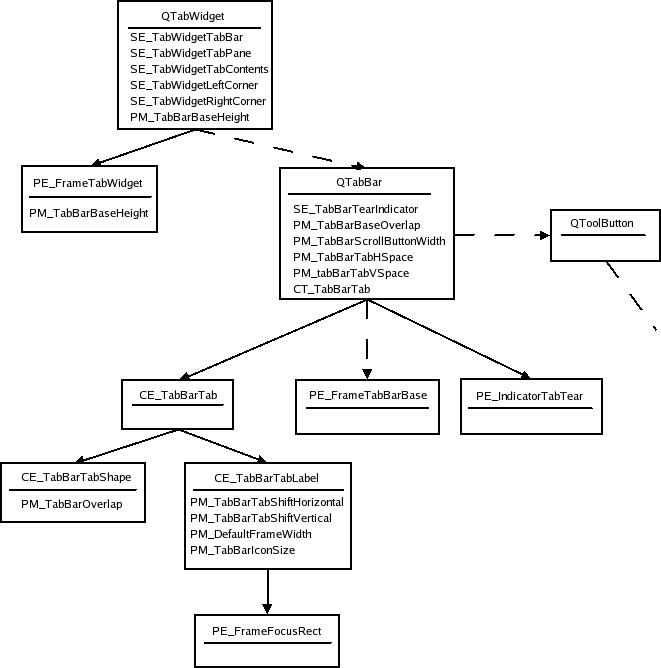 QTabWidget
SE_TabWidgetTabBar
SE_TabWidgetTabPane
SE_TabWidgetTabContents
SE_TabWidgetLeftCorner
SE_TabWidgetRightCorner
PM_TabBarBaseHeight
PE_FrameTabWidget
PM_TabBarBaseHeight
QTabBar
SE_TabBarTearIndicator
PM_TabBarBaseOverlap
PM_TabBarScrollButtonWidth
PM_TabBarTabHSpace
PM_tabBarTabVSpace
CT_TabBarTab
QToolButton
CE_TabBarTab
PE_FrameTabBarBase
PE_IndicatorTabTear
CE_TabBarTabShape
PM_TabBarOverlap
CE_TabBarTabLabel
PM_TabBarTabShiftHorizontal
PM_TabBarTabShiftVertical
PM_DefaultFrameWidth
PM_TabBarIconSize
PE_FrameFocusRect